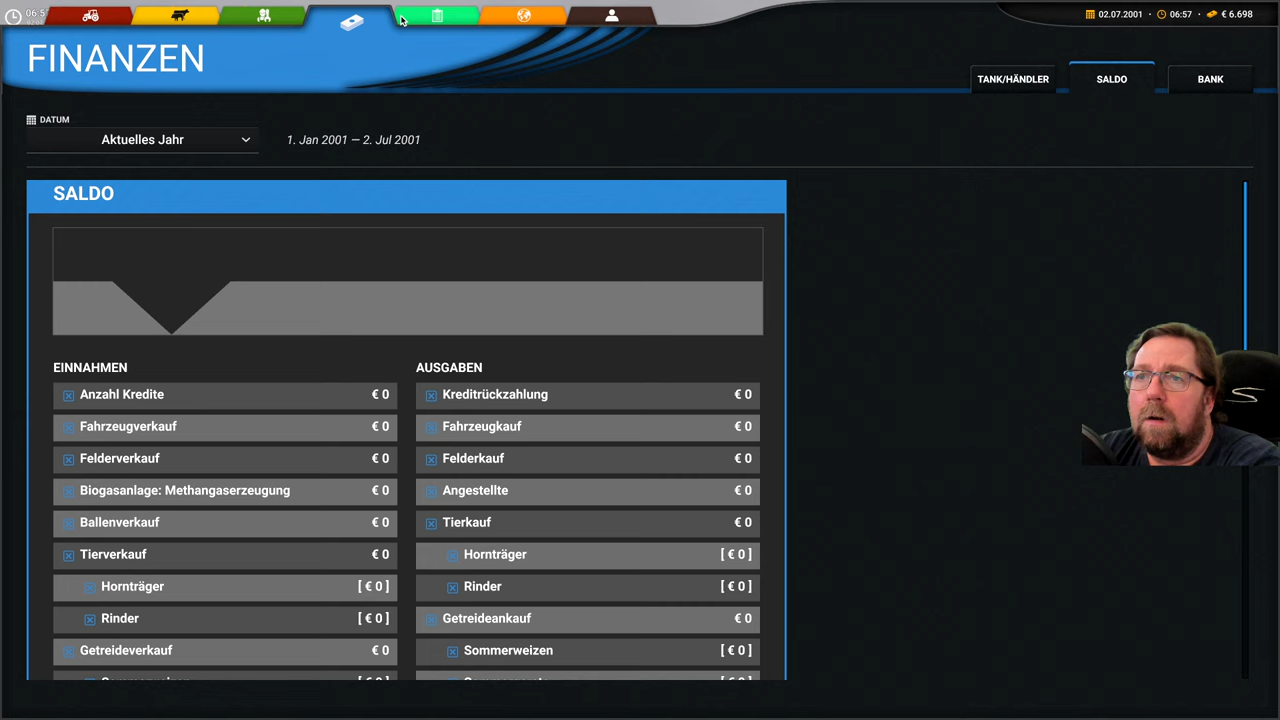 06:5
02.07.2001 • 06:57 • € 6.698
FINANZEN
TANK/HÄNDLER
SALDO
BANK
DATUM
Aktuelles Jahr
1. Jan 2001 — 2. Jul 2001
SALDO
EINNAHMEN
Anzahl Kredite € 0
Fahrzeugverkauf € 0
Felderverkauf € 0
Biogasanlage: Methangaserzeugung € 0
Ballenverkauf € 0
Tierverkauf € 0
Hornträger [ € 0 ]
Rinder [ € 0 ]
Getreideverkauf € 0
AUSGABEN
Kreditrückzahlung € 0
Fahrzeugkauf € 0
Felderkauf € 0
Angestellte € 0
Tierkauf € 0
Hornträger [ € 0 ]
Rinder [ € 0 ]
Getreideankauf € 0
Sommerweizen [ € 0 ]